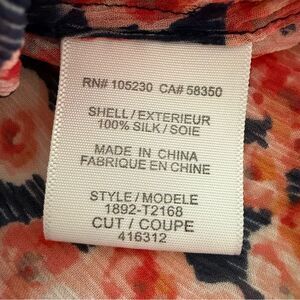 RN# 105230 CA# 58350
SHELL / EXTERIEUR
100% SILK / SOIE
MADE IN CHINA
FABRIQUE EN CHINE
STYLE / MODELE
1892-T2168
CUT / COUPE
416312